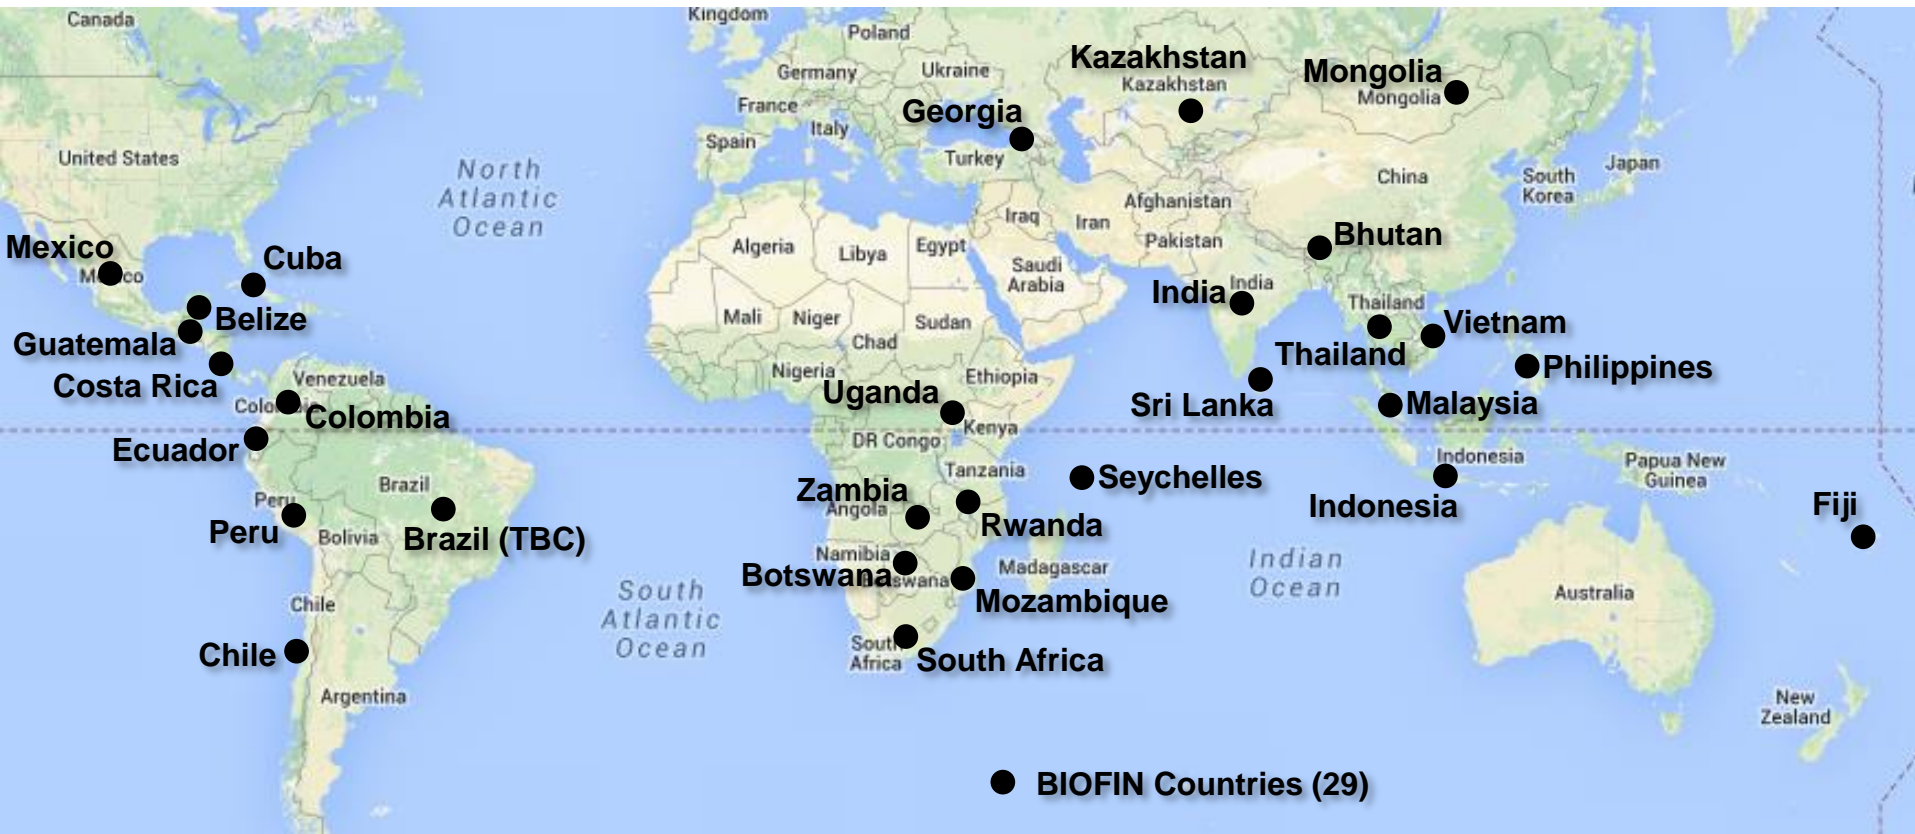 Canada
Kingdom
Poland
Germany
Ukraine
Kazakhstan
Kazakhstan
Mongolia
Mongolia
France
Georgia
Italy
Spain
Turkey
United States
North
Atlantic
Ocean
China
Japan
South
Korea
Afghanistan
Iraq
Iran
Pakistan
Bhutan
Mexico
Cuba
Algeria
Libya
Egypt
Saudi
Arabia
India
India
Thailand
Belize
Guatemala
Mali
Niger
Sudan
Chad
Vietnam
Thailand
Costa Rica
Venezuela
Nigeria
Ethiopia
Uganda
Philippines
Sri Lanka
Malaysia
Colombia
Ecuador
DR Congo
Kenya
Indonesia
Papua New
Guinea
Tanzania
Seychelles
Brazil
Zambia
Angola
Peru
Peru
Rwanda
Indonesia
Fiji
Bolivia
Brazil (TBC)
Namibia
Botswana
Madagascar
Mozambique
Indian
Ocean
South
Atlantic
Ocean
Chile
Australia
Chile
South
Africa
South Africa
Argentina
New
Zealand
BIOFIN Countries (29)